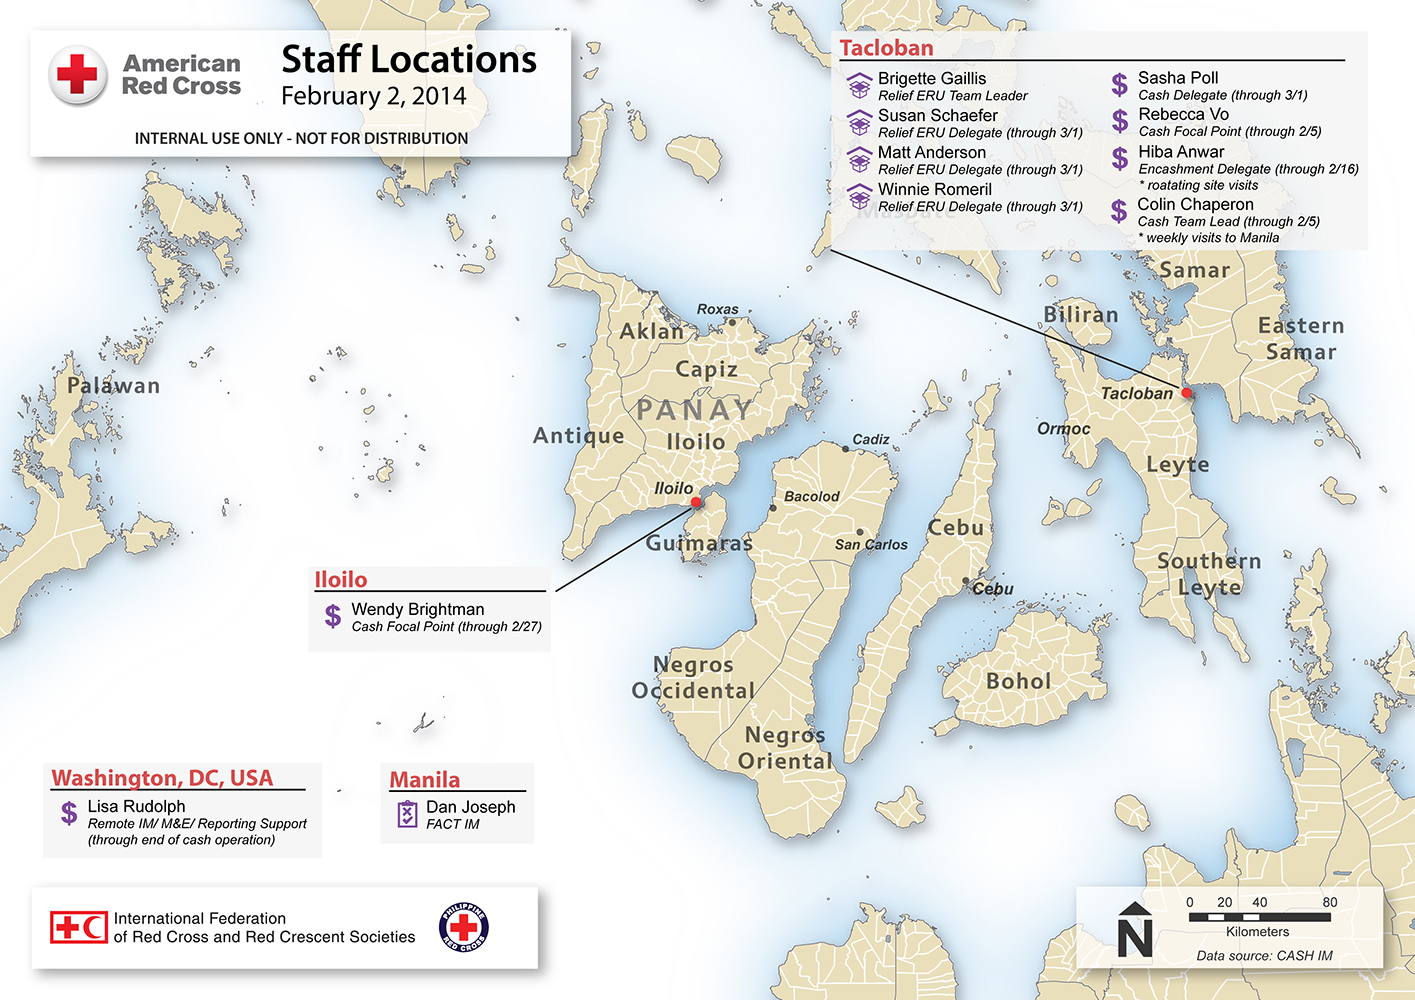 American
Red Cross
Staff Locations
February 2, 2014
INTERNAL USE ONLY - NOT FOR DISTRIBUTION
Tacloban
Brigette Gaillis
Relief ERU Team Leader
Susan Schaefer
Relief ERU Delegate (through 3/1)
Matt Anderson
Relief ERU Delegate (through 3/1)
Winnie Romeril
Relief ERU Delegate (through 3/1)
Masbate
$ Sasha Poll
Cash Delegate (through 3/1)
$ Rebecca Vo
Cash Focal Point (through 2/5)
$ Hiba Anwar
Encashment Delegate (through 2/16)
* roatating site visits
$ Colin Chaperon
Cash Team Lead (through 2/5)
* weekly visits to Manila
Samar
Biliran
Eastern
Samar
Roxas
Aklan
Capiz
Palawan
PANAY
Tacloban
Antique
Iloilo
Cadiz
Ormoc
Leyte
Iloilo
Bacolod
Guimaras
San Carlos
Cebu
Cebu
Southern
Leyte
Iloilo
$ Wendy Brightman
Cash Focal Point (through 2/27)
Negros
Occidental
Bohol
Negros
Oriental
Washington, DC, USA
$ Lisa Rudolph
Remote IM/ M&E/ Reporting Support
(through end of cash operation)
Manila
Dan Joseph
FACT IM
International Federation
of Red Cross and Red Crescent Societies
PHILIPPINE
RED CROSS
N
0 20 40 80
Kilometers
Data source: CASH IM